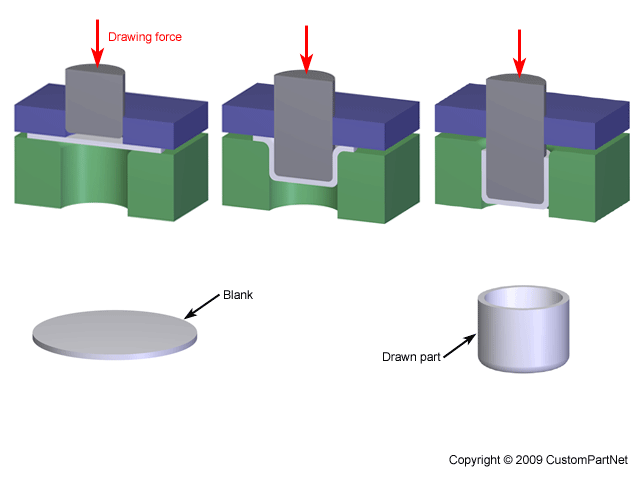 Drawing force
Blank
Drawn part
Copyright © 2009 CustomPartNet